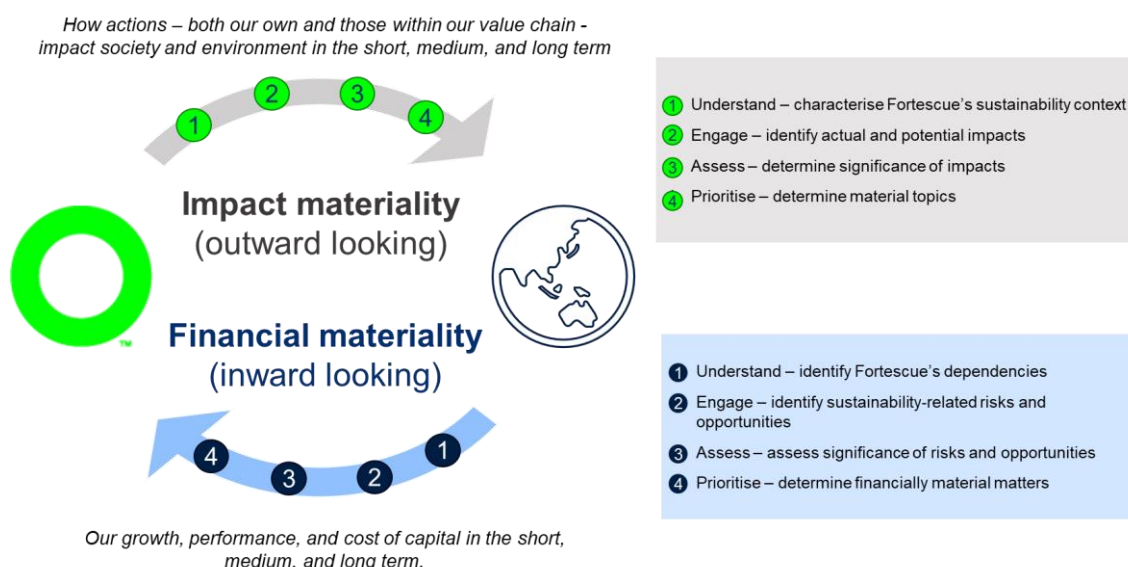 How actions – both our own and those within our value chain -
impact society and environment in the short, medium, and long term
1
2
3
4
Impact materiality
(outward looking)
TM
Financial materiality
(inward looking)
4
3
2
1
Our growth, performance, and cost of capital in the short,
medium, and long term.
1 Understand – characterise Fortescue's sustainability context
2 Engage – identify actual and potential impacts
3 Assess – determine significance of impacts
4 Prioritise – determine material topics
1 Understand – identify Fortescue's dependencies
2 Engage – identify sustainability-related risks and
opportunities
3 Assess – assess significance of risks and opportunities
4 Prioritise – determine financially material matters